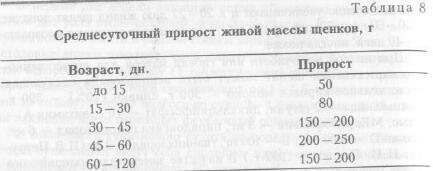 Таблица 8
Среднесуточный прирост живой массы щенков, г
Возраст, дн. Прирост
до 15 50
15—30 80
30—45 150—200
45—60 200—250
60—120 150—200